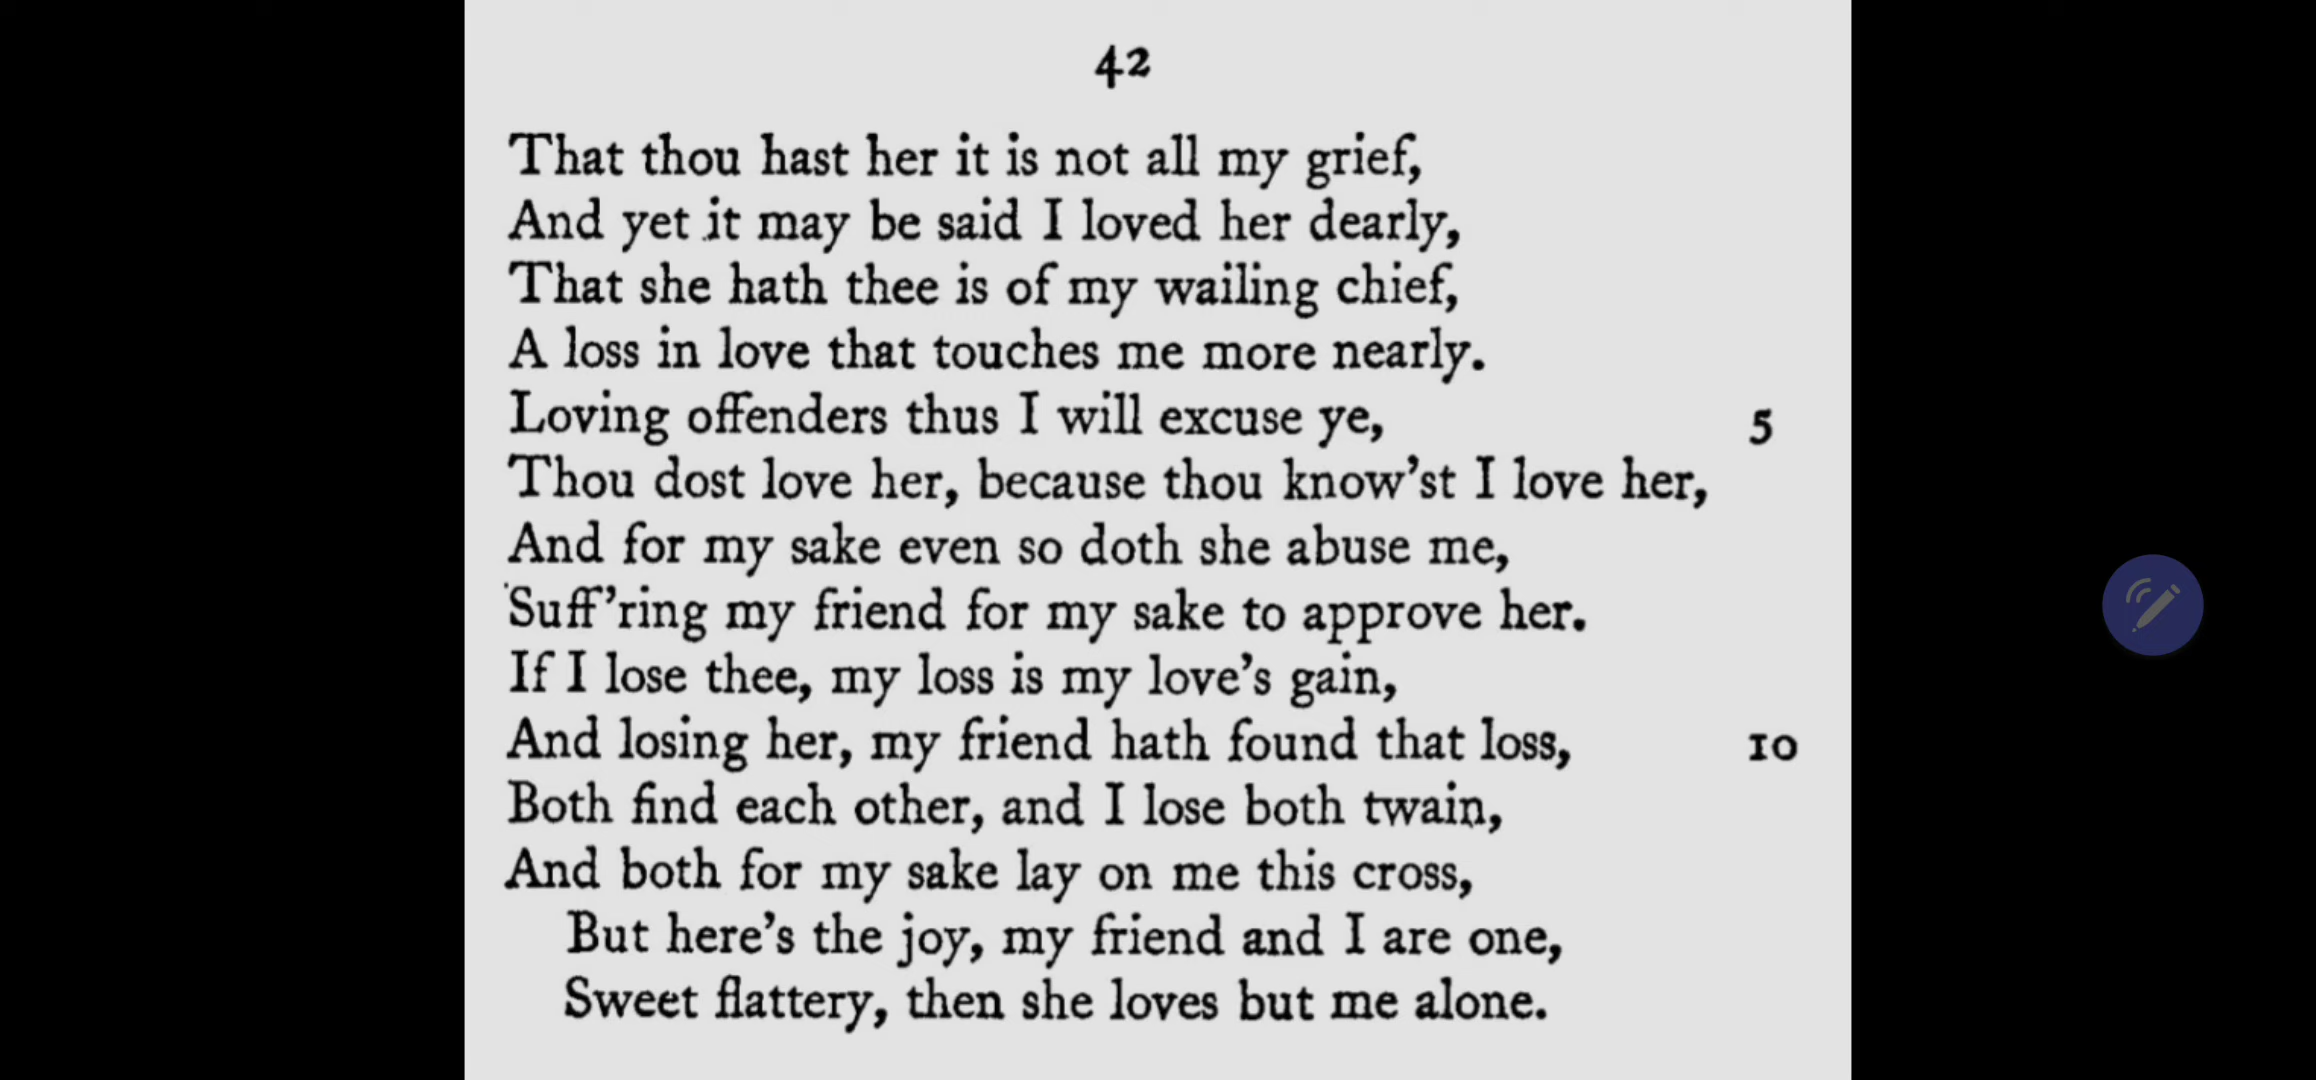 42
That thou hast her it is not all my grief,
And yet it may be said I loved her dearly,
That she hath thee is of my wailing chief,
A loss in love that touches me more nearly.
Loving offenders thus I will excuse ye, 5
Thou dost love her, because thou know'st I love her,
And for my sake even so doth she abuse me,
Suff'ring my friend for my sake to approve her.
If I lose thee, my loss is my love's gain,
And losing her, my friend hath found that loss, 10
Both find each other, and I lose both twain,
And both for my sake lay on me this cross,
But here's the joy, my friend and I are one,
Sweet flattery, then she loves but me alone.